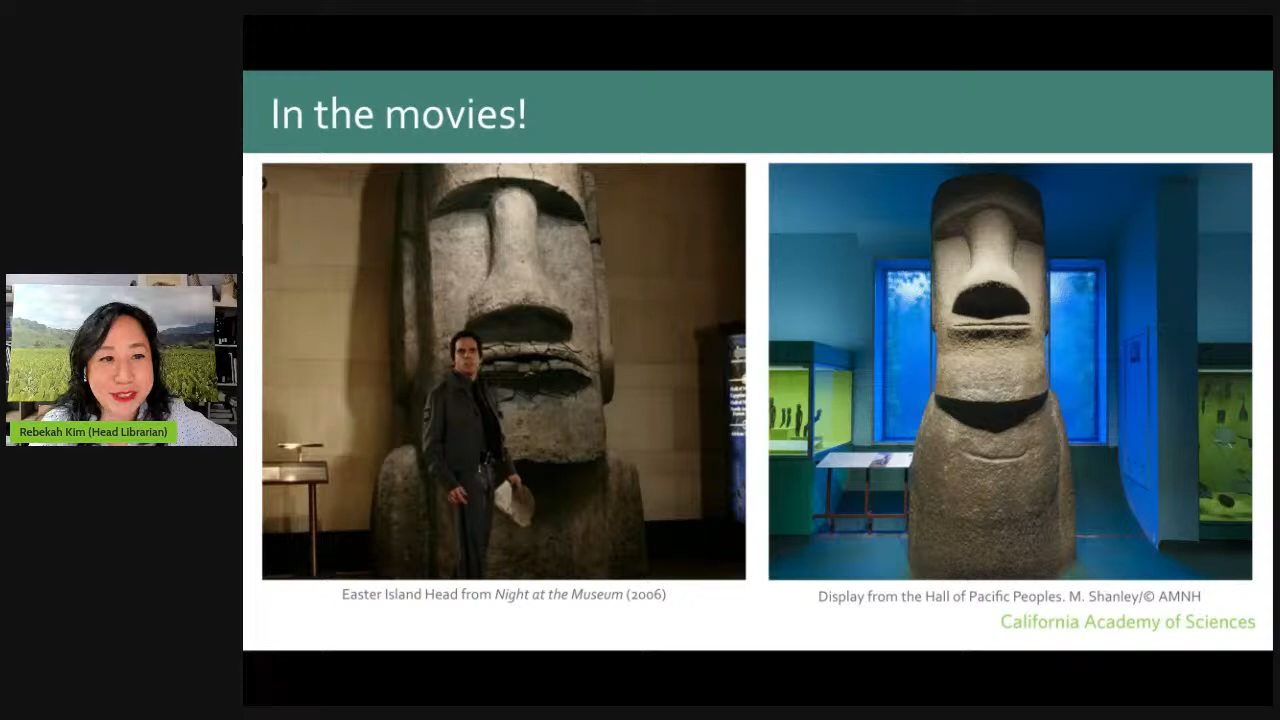 In the movies!
Rebekah Kim (Head Librarian)
Easter Island Head from Night at the Museum (2006)
Display from the Hall of Pacific Peoples. M. Shanley/© AMNH
California Academy of Sciences